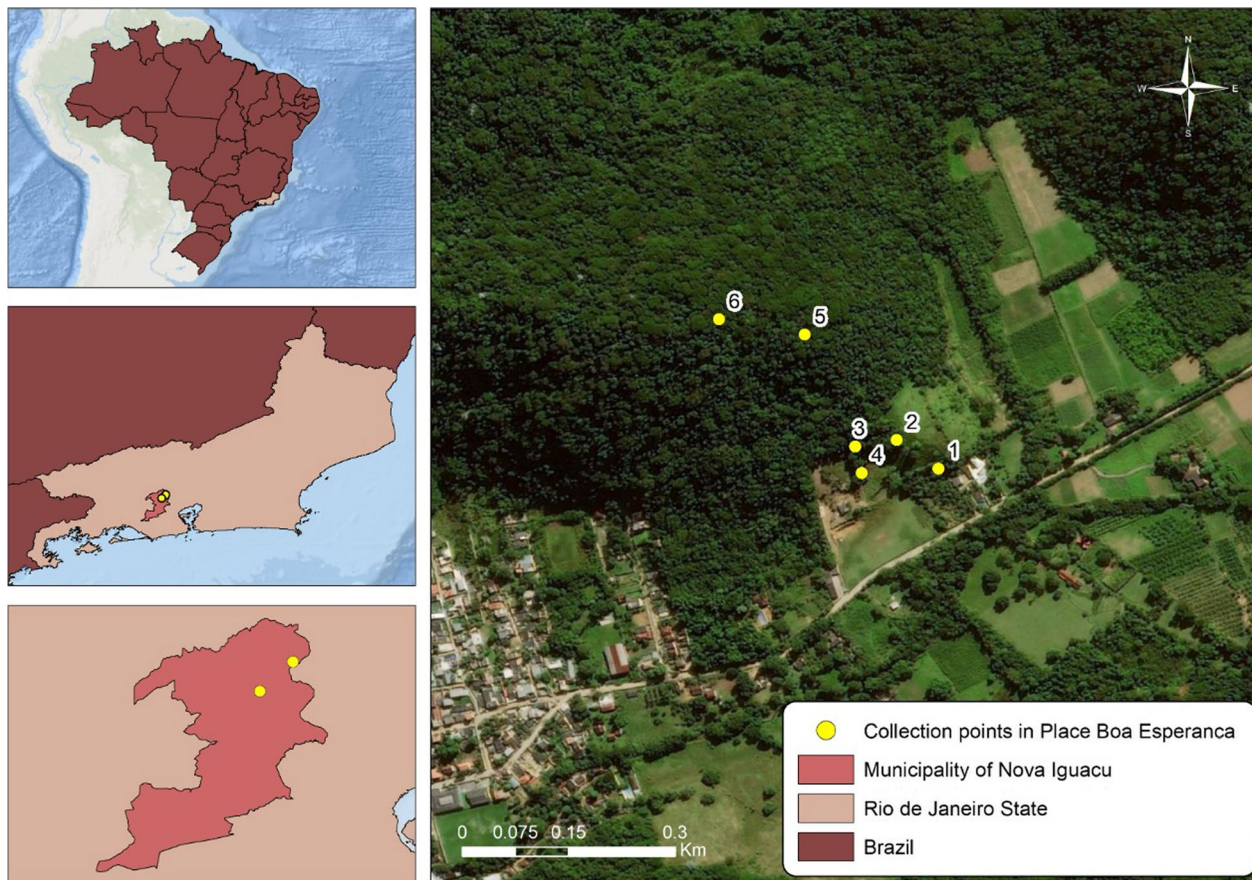 N
W E
S
6
5
3
2
4
1
0 0.075 0.15 0.3
Km
Collection points in Place Boa Esperanca
Municipality of Nova Iguacu
Rio de Janeiro State
Brazil